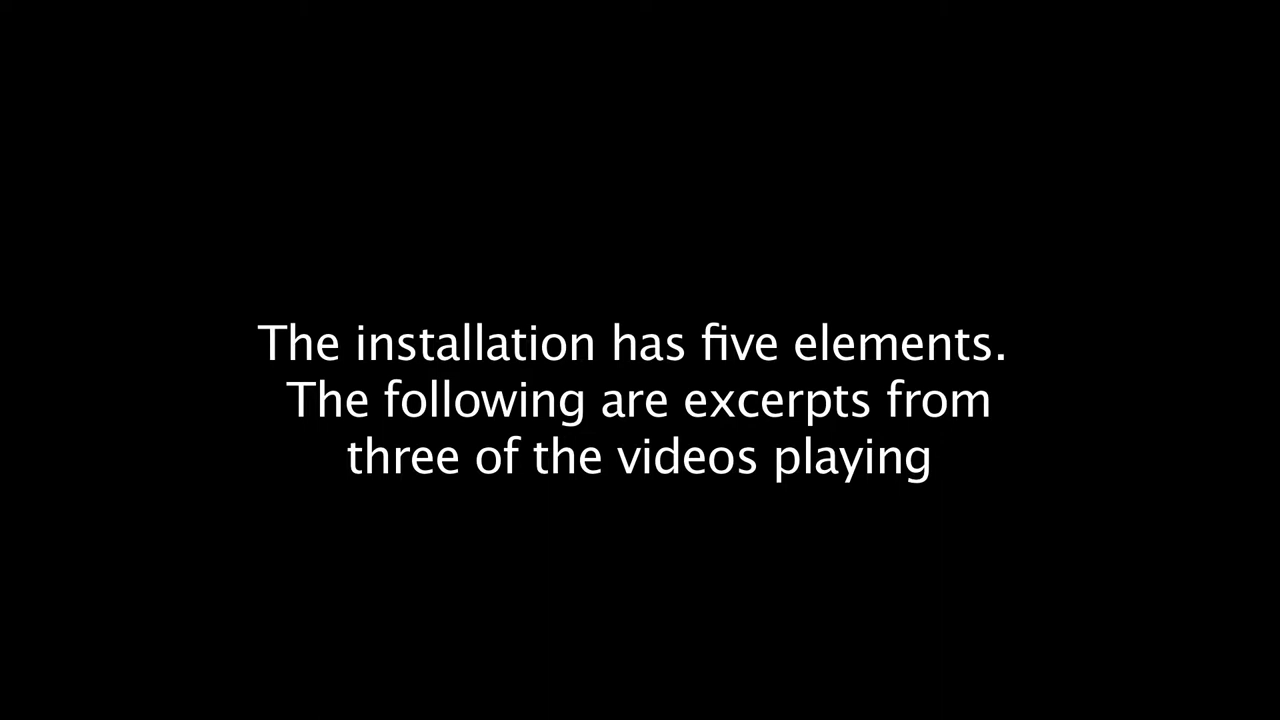 The installation has five elements.
The following are excerpts from
three of the videos playing